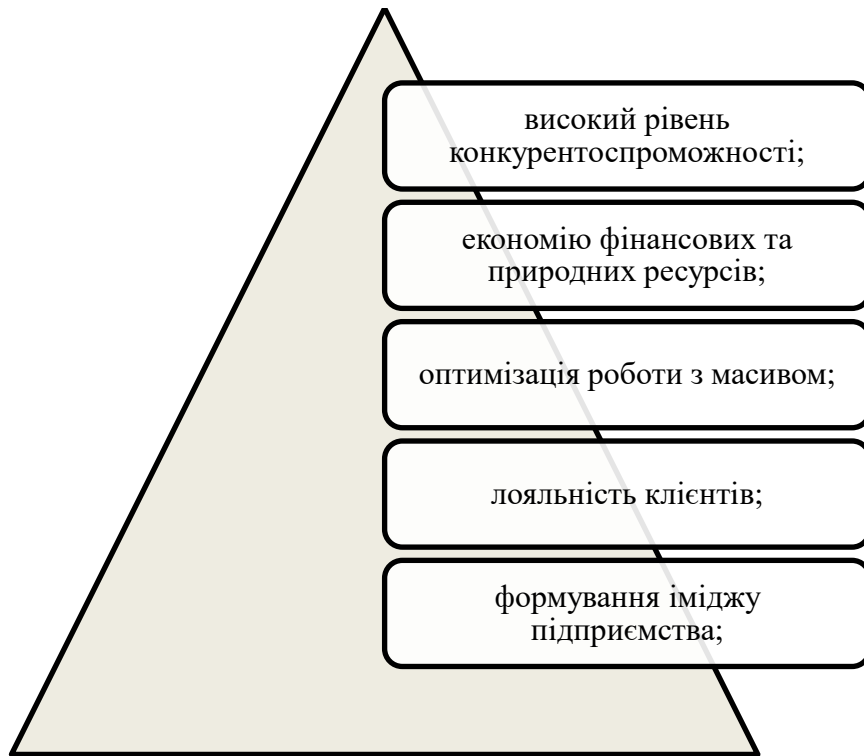 високий рівень
конкурентоспроможності;
економію фінансових та
природних ресурсів;
оптимізація роботи з масивом;
лояльність клієнтів;
формування іміджу
підприємства;